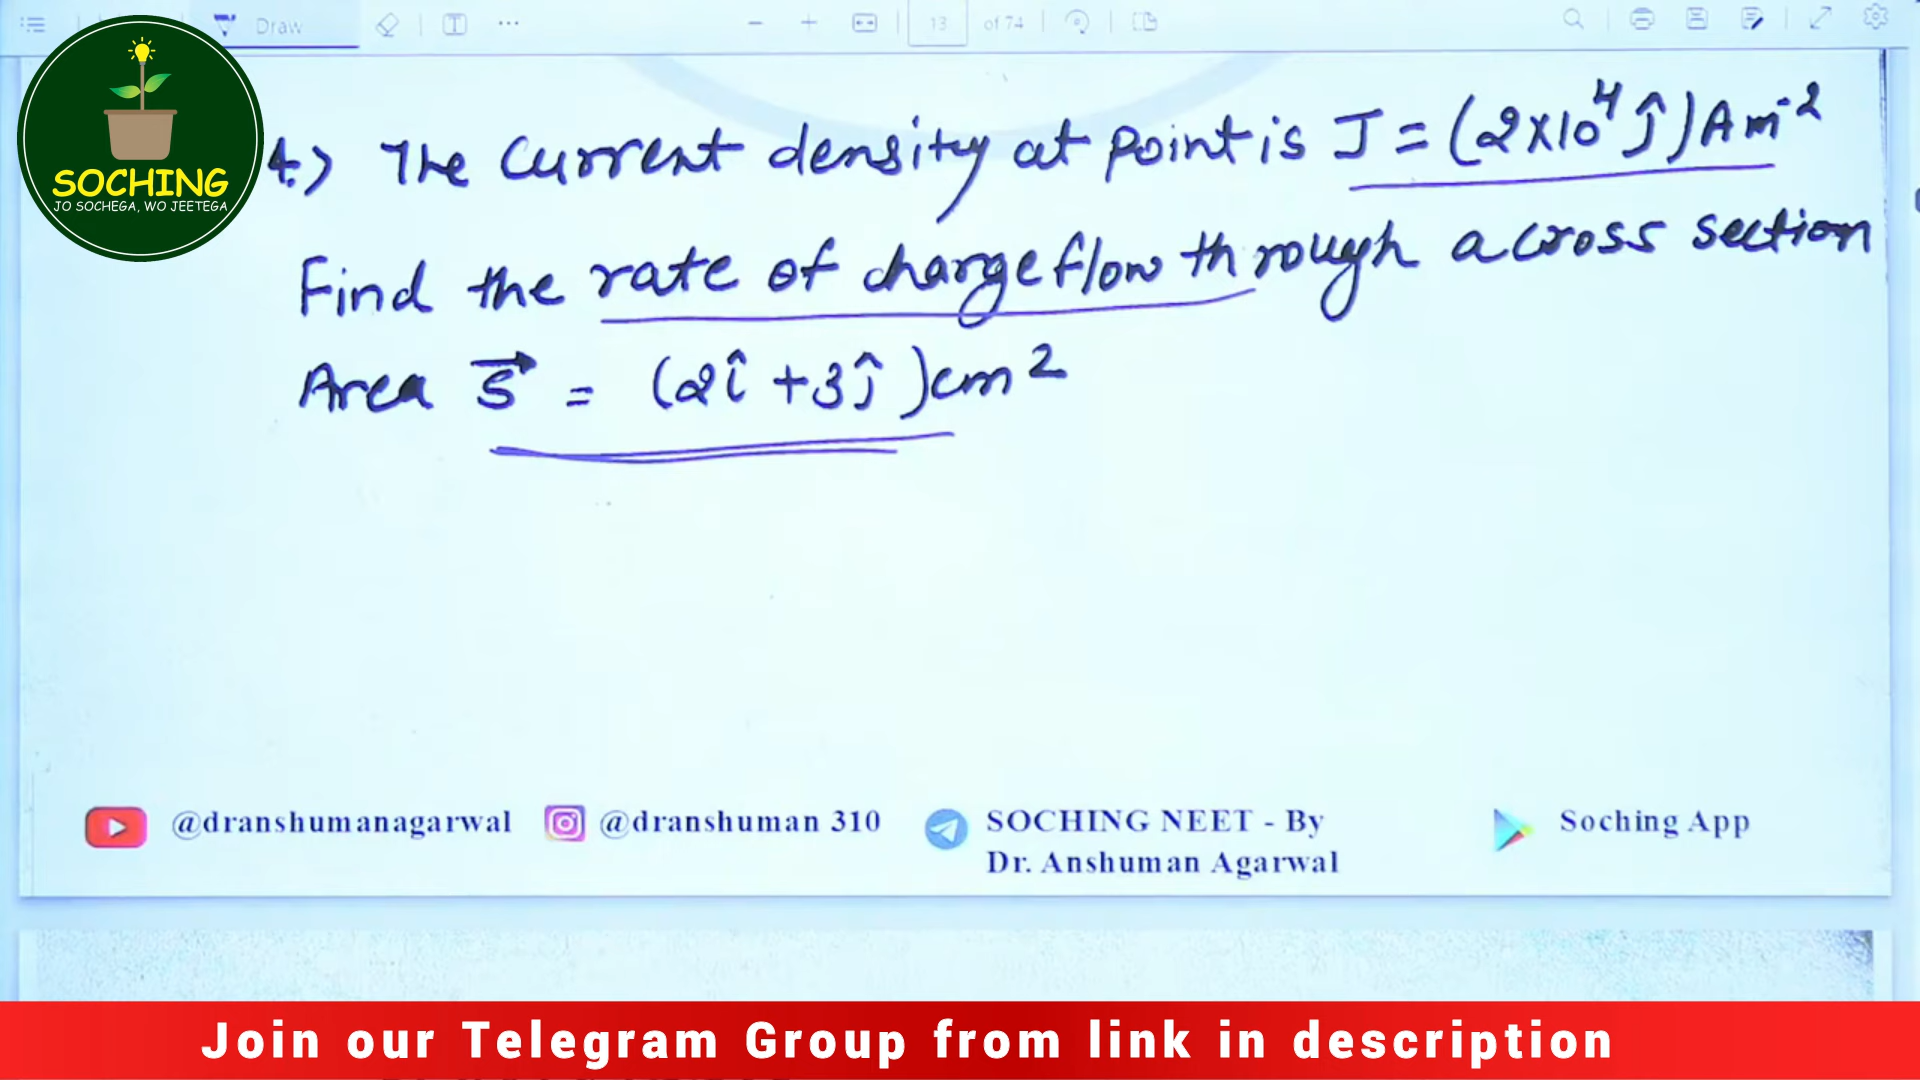 Draw
13 of 74
SOCHING
JO SOCHEGA, WO JEETEGA
4.) The Current density at point is J = (2×10⁴ ĵ) Am⁻²
Find the rate of charge flow through a cross section
Area S⃗ = (2î + 3ĵ) cm²
@dranshumanagarwal
@dranshuman 310
SOCHING NEET - By
Dr. Anshuman Agarwal
Soching App
Join our Telegram Group from link in description